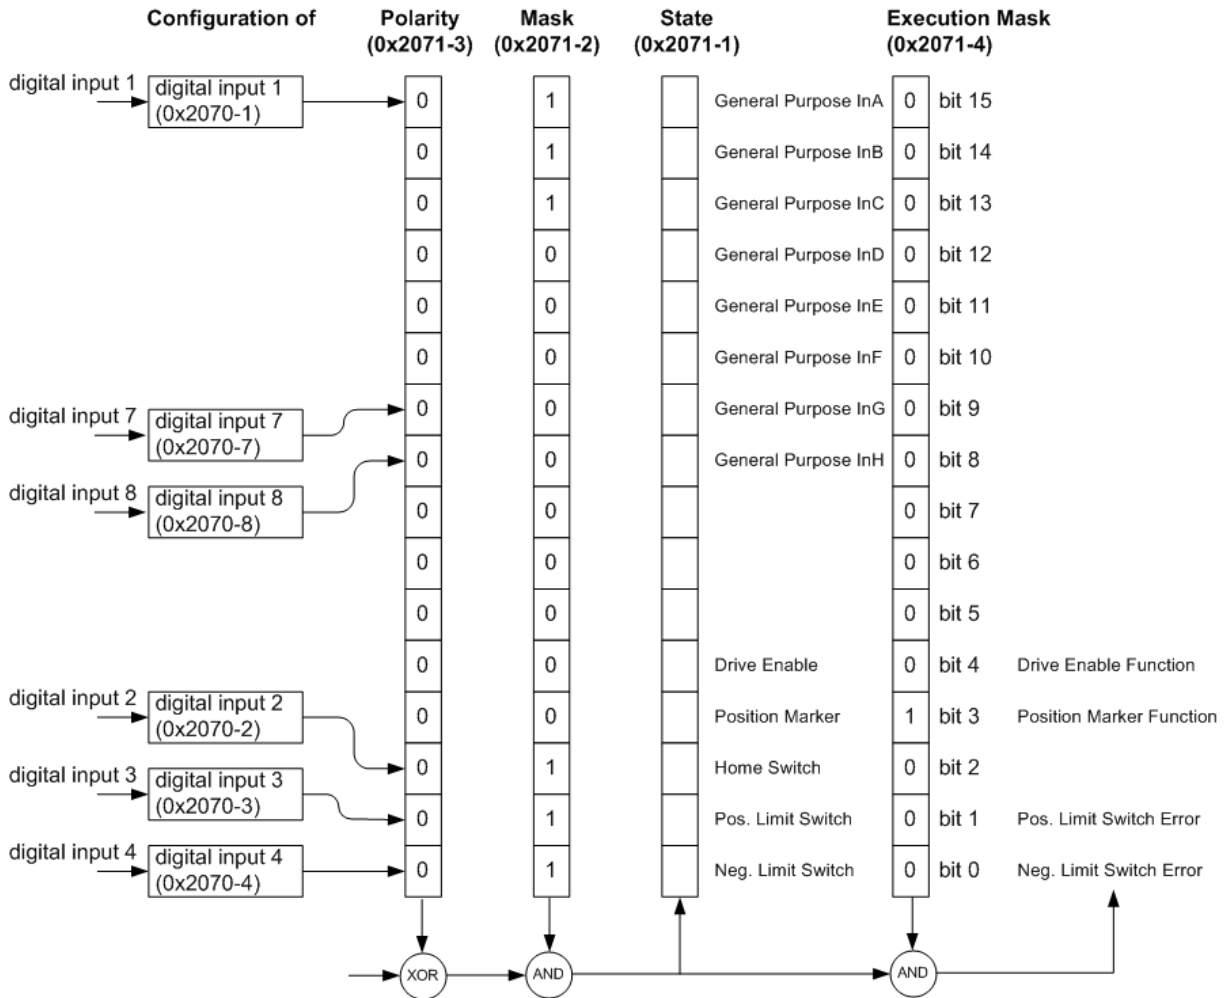 Configuration of Polarity Mask State Execution Mask
(0x2071-3) (0x2071-2) (0x2071-1) (0x2071-4)
digital input 1 digital input 1 (0x2070-1) 0 1 General Purpose InA 0 bit 15
0 1 General Purpose InB 0 bit 14
0 1 General Purpose InC 0 bit 13
0 0 General Purpose InD 0 bit 12
0 0 General Purpose InE 0 bit 11
0 0 General Purpose InF 0 bit 10
digital input 7 digital input 7 (0x2070-7) 0 0 General Purpose InG 0 bit 9
digital input 8 digital input 8 (0x2070-8) 0 0 General Purpose InH 0 bit 8
0 0 0 bit 7
0 0 0 bit 6
0 0 0 bit 5
0 0 Drive Enable 0 bit 4 Drive Enable Function
digital input 2 digital input 2 (0x2070-2) 0 0 Position Marker 1 bit 3 Position Marker Function
digital input 3 digital input 3 (0x2070-3) 0 1 Home Switch 0 bit 2
0 1 Pos. Limit Switch 0 bit 1 Pos. Limit Switch Error
digital input 4 digital input 4 (0x2070-4) 0 1 Neg. Limit Switch 0 bit 0 Neg. Limit Switch Error
XOR AND AND